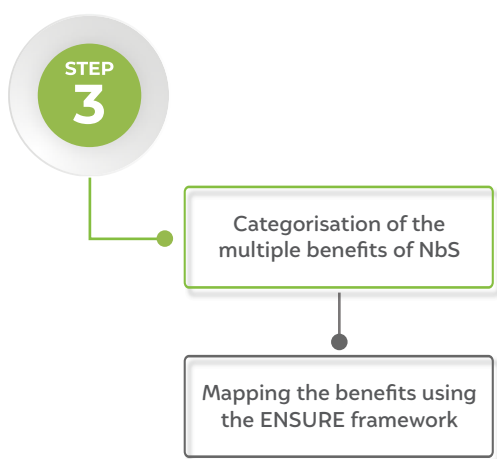 STEP
3
Categorisation of the
multiple benefits of NbS
Mapping the benefits using
the ENSURE framework